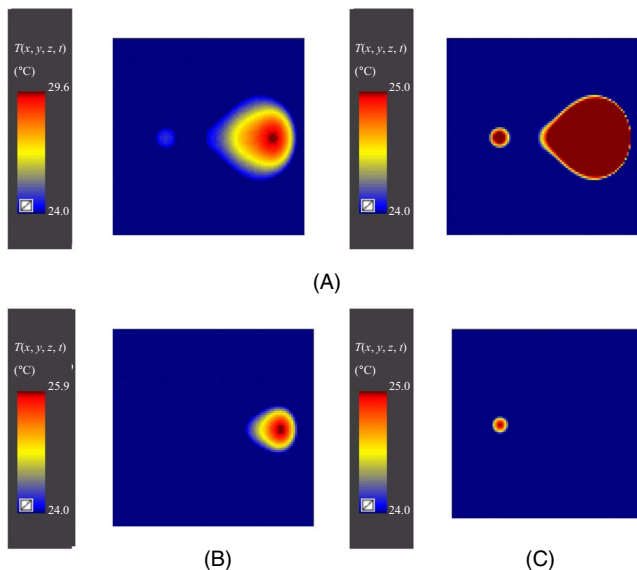 T(x, y, z, t)
(°C)
29.6
24.0
T(x, y, z, t)
(°C)
25.0
24.0
(A)
T(x, y, z, t)
(°C)
25.9
24.0
T(x, y, z, t)
(°C)
25.0
24.0
(B)
(C)